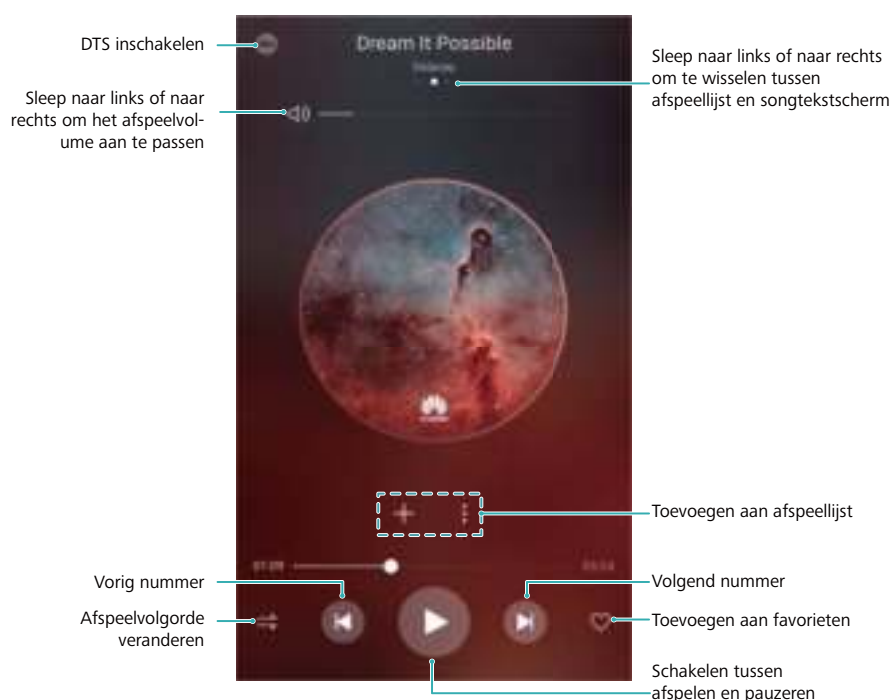 DTS inschakelen
Dream It Possible
Sleep naar links of naar rechts
om te wisselen tussen
afspeellijst en songtekstscherm
Sleep naar links of naar
rechts om het afspeelvol-
ume aan te passen
Toevoegen aan afspeellijst
01:09
Vorig nummer
Volgend nummer
Afspeelvolgorde
veranderen
Toevoegen aan favorieten
Schakelen tussen
afspelen en pauzeren